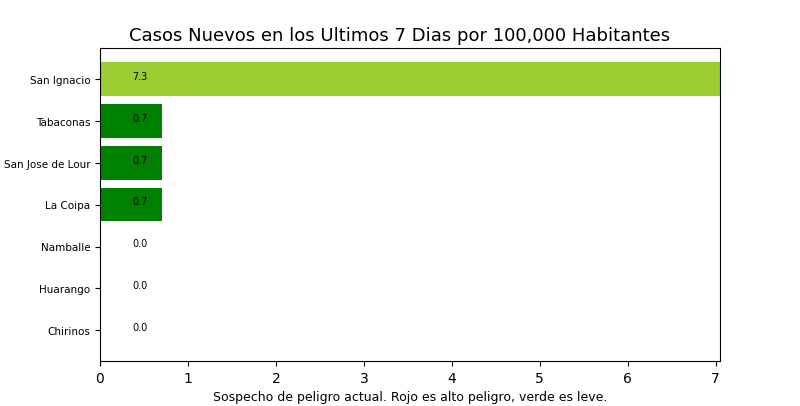 Casos Nuevos en los Ultimos 7 Dias por 100,000 Habitantes
San Ignacio 7.3
Tabaconas 0.7
San Jose de Lour 0.7
La Coipa 0.7
Namballe 0.0
Huarango 0.0
Chirinos 0.0
0 1 2 3 4 5 6 7
Sospecho de peligro actual. Rojo es alto peligro, verde es leve.